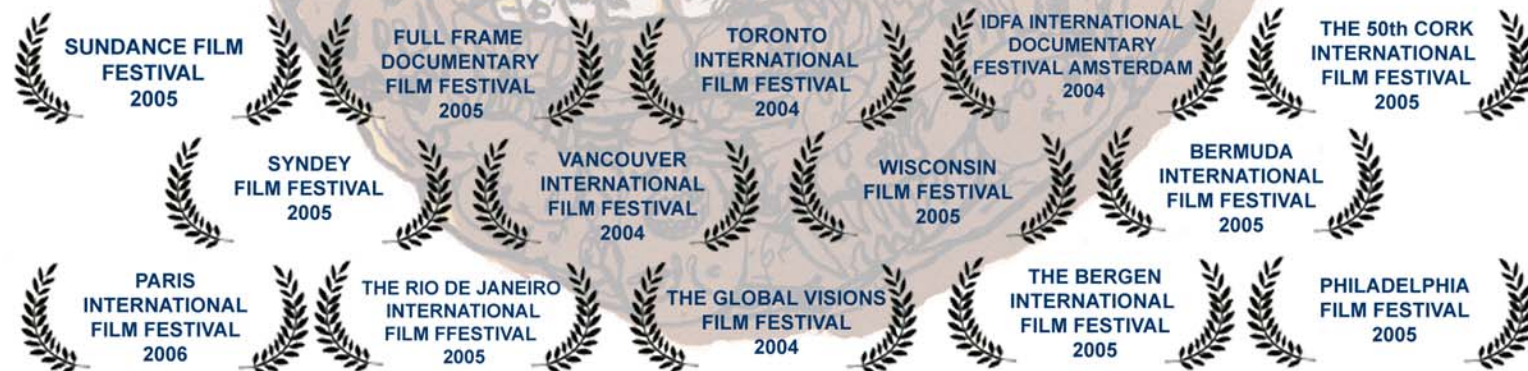 SUNDANCE FILM
FESTIVAL
2005
FULL FRAME
DOCUMENTARY
FILM FESTIVAL
2005
TORONTO
INTERNATIONAL
FILM FESTIVAL
2004
IDFA INTERNATIONAL
DOCUMENTARY
FESTIVAL AMSTERDAM
2004
THE 50th CORK
INTERNATIONAL
FILM FESTIVAL
2005
SYNDEY
FILM FESTIVAL
2005
VANCOUVER
INTERNATIONAL
FILM FESTIVAL
2004
WISCONSIN
FILM FESTIVAL
2005
BERMUDA
INTERNATIONAL
FILM FESTIVAL
2005
PARIS
INTERNATIONAL
FILM FESTIVAL
2006
THE RIO DE JANEIRO
INTERNATIONAL
FILM FFESTIVAL
2005
THE GLOBAL VISIONS
FILM FESTIVAL
2004
THE BERGEN
INTERNATIONAL
FILM FESTIVAL
2005
PHILADELPHIA
FILM FESTIVAL
2005